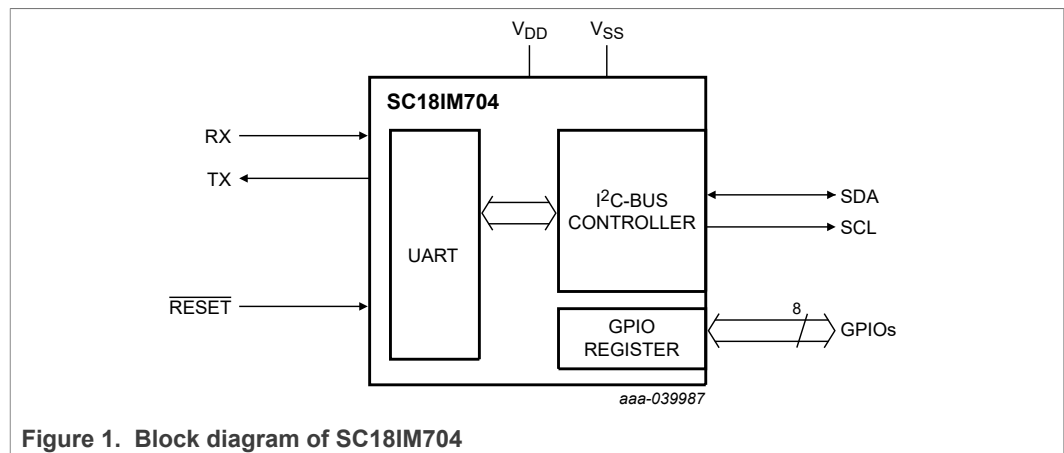 VDD
VSS
SC18IM704
RX
TX
RESET
UART
I2C-BUS
CONTROLLER
SDA
SCL
GPIO
REGISTER
8
GPIOs
aaa-039987
Figure 1. Block diagram of SC18IM704